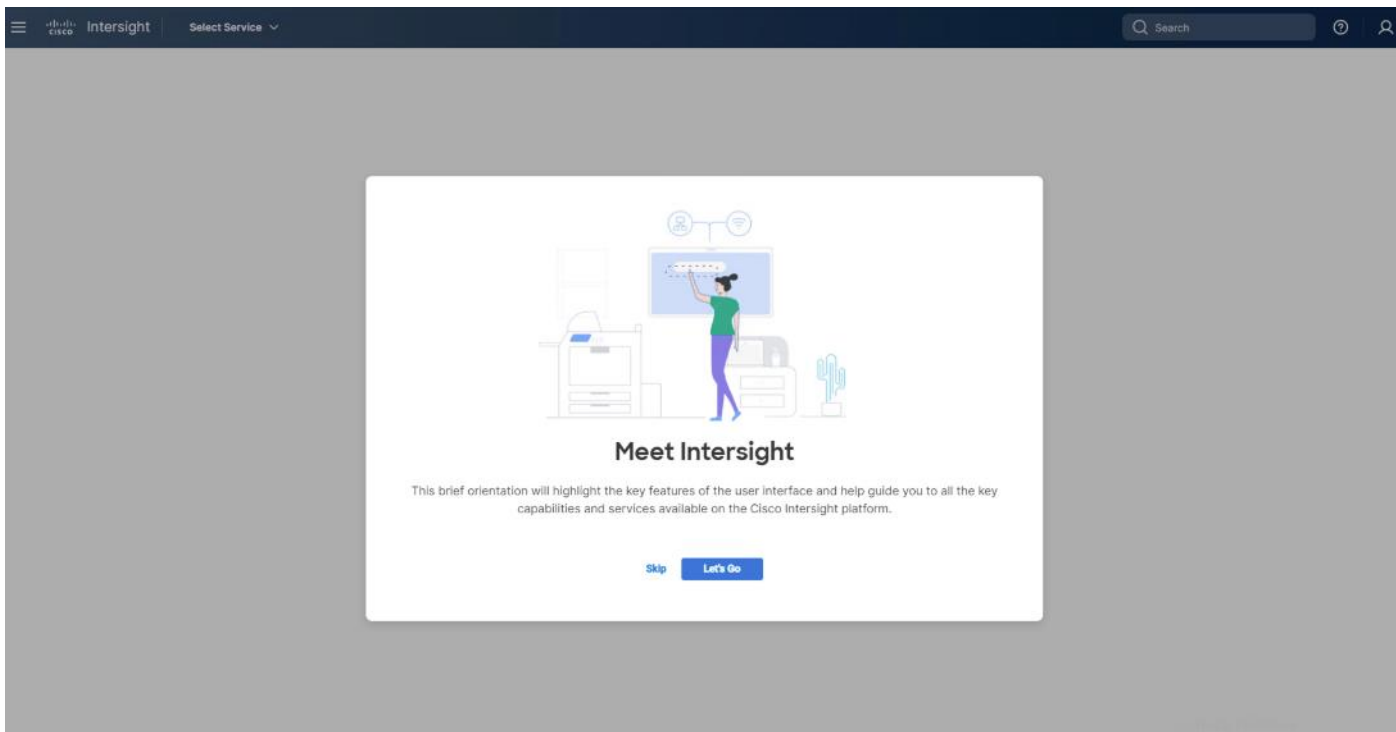 cisco Intersight Select Service Search
Meet Intersight
This brief orientation will highlight the key features of the user interface and help guide you to all the key
capabilities and services available on the Cisco Intersight platform.
Skip Let's Go